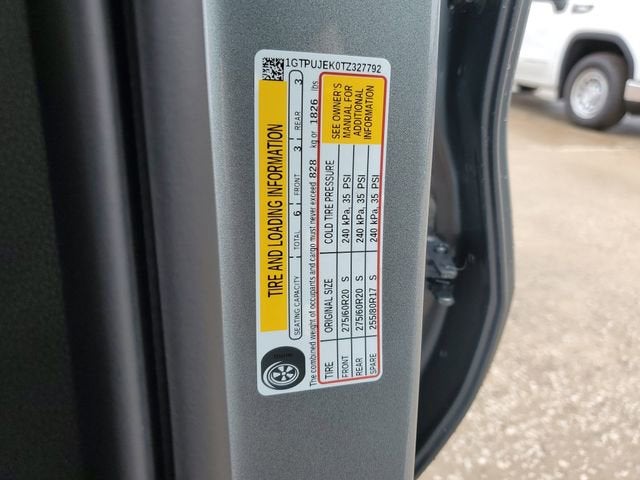 1GTPUJEK0TZ327792
TIRE AND LOADING INFORMATION
SEATING CAPACITY TOTAL 6 FRONT 3 REAR 3
The combined weight of occupants and cargo must never exceed 828 kg or 1826 lbs
TIRE ORIGINAL SIZE COLD TIRE PRESSURE
FRONT 275/60R20 S 240 kPa, 35 PSI
REAR 275/60R20 S 240 kPa, 35 PSI
SPARE 255/80R17 S 240 kPa, 35 PSI
SEE OWNER'S
MANUAL FOR
ADDITIONAL
INFORMATION